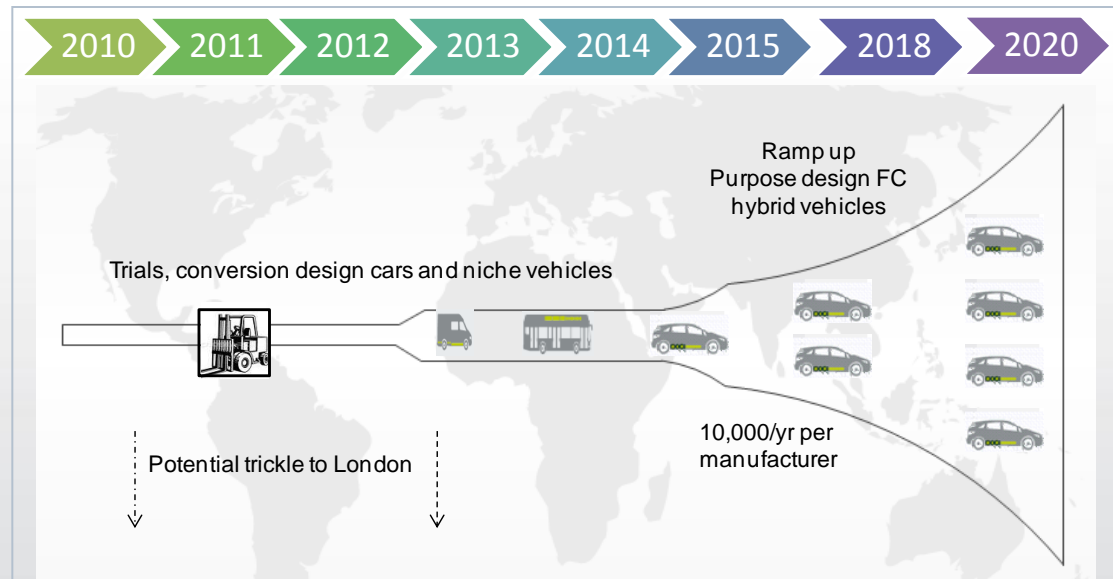 2010 2011 2012 2013 2014 2015 2018 2020
Ramp up
Purpose design FC
hybrid vehicles
Trials, conversion design cars and niche vehicles
10,000/yr per
manufacturer
Potential trickle to London